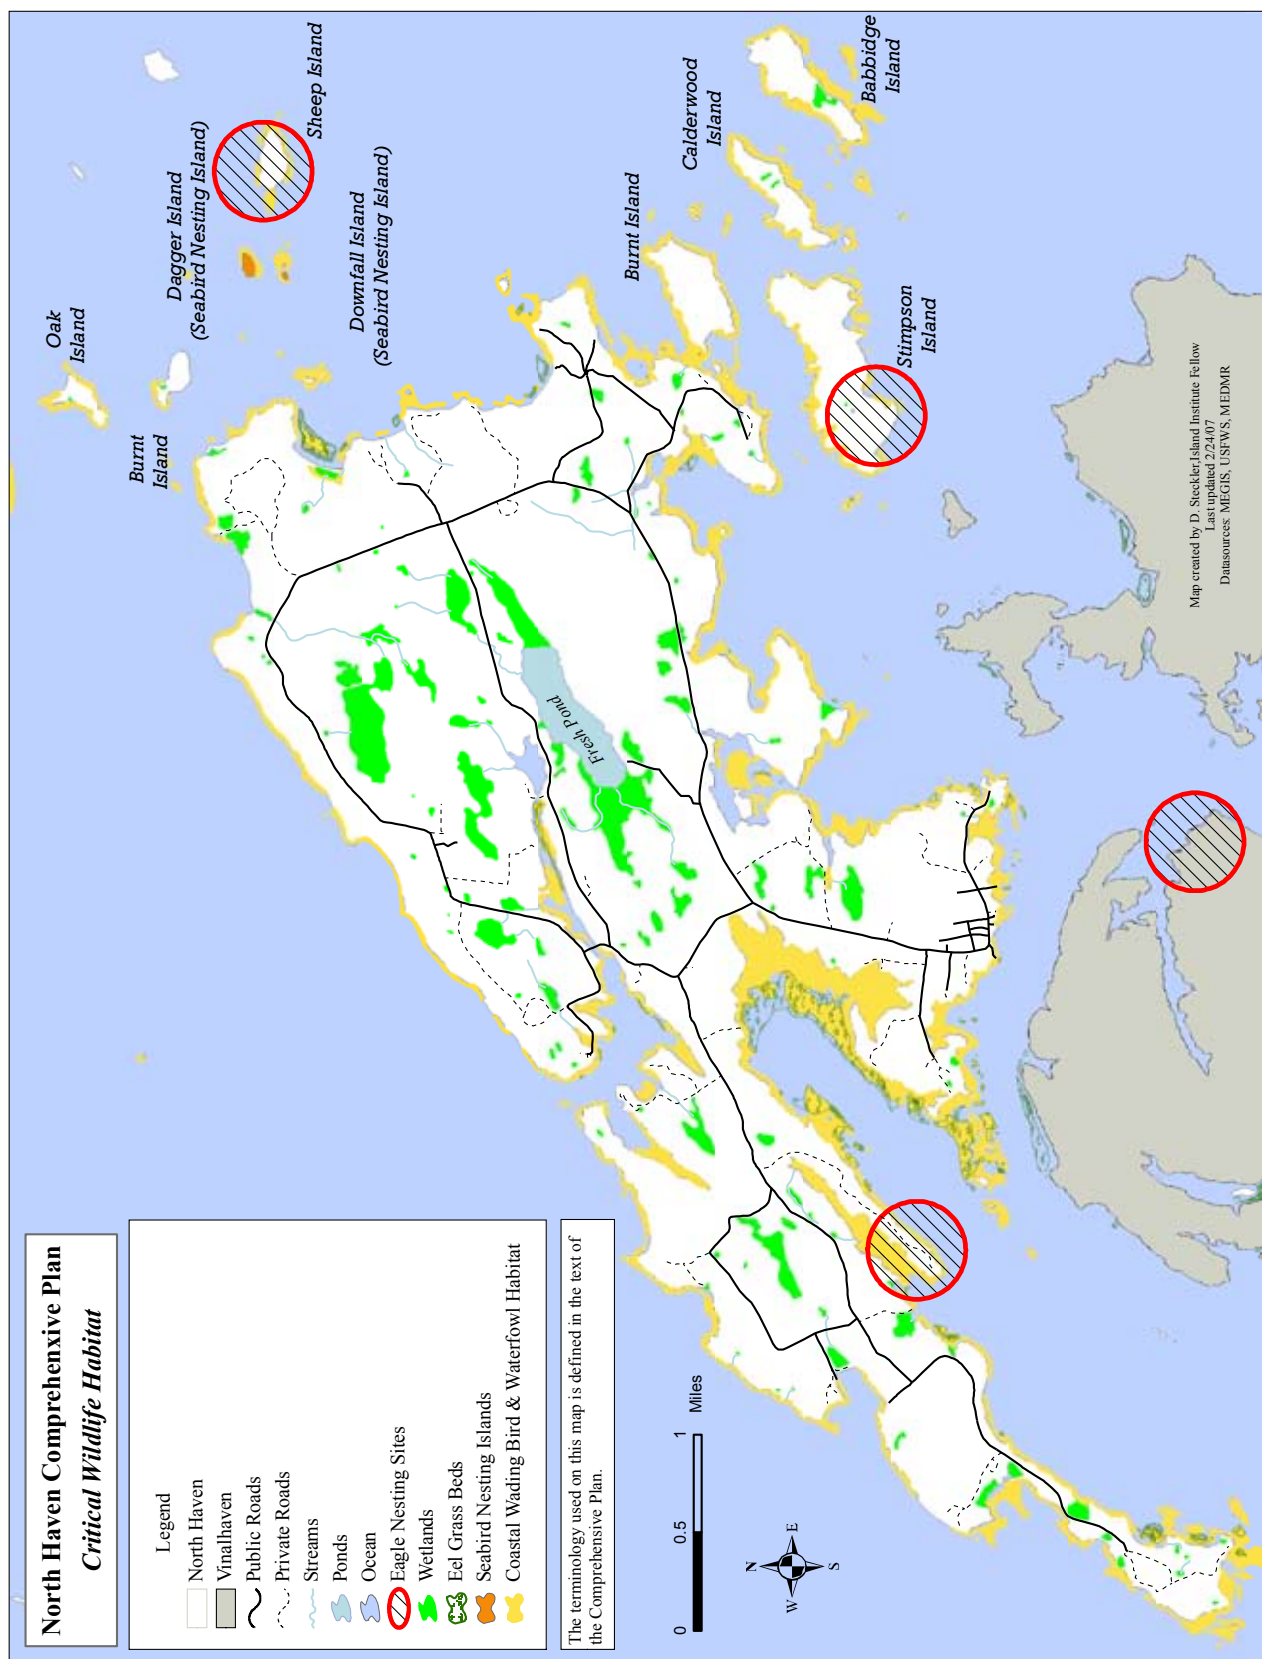 North Haven Comprehenxive Plan
Critical Wildlife Habitat
Legend
North Haven
Vinalhaven
Public Roads
Private Roads
Streams
Ponds
Ocean
Eagle Nesting Sites
Wetlands
Eel Grass Beds
Seabird Nesting Islands
Coastal Wading Bird & Waterfowl Habitat
The terminology used on this map is defined in the text of
the Comprehensive Plan.
0
0.5
1
Miles
N
W
E
S
Oak
Island
Burnt
Island
Dagger Island
(Seabird Nesting Island)
Sheep Island
Downfall Island
(Seabird Nesting Island)
Burnt Island
Calderwood
Island
Babbidge
Island
Stimpson
Island
Fresh Pond
Map created by D. Steckler,Island Institute Fellow
Last updated 2/24/07
Datasources: MEGIS, USFWS, MEDMR